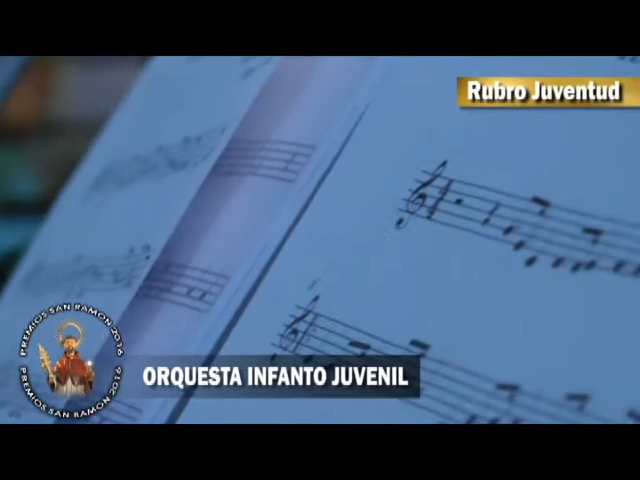 Rubro Juventud
PREMIOS SAN RAMON 2016
PREMIOS SAN RAMON 2016
ORQUESTA INFANTO JUVENIL